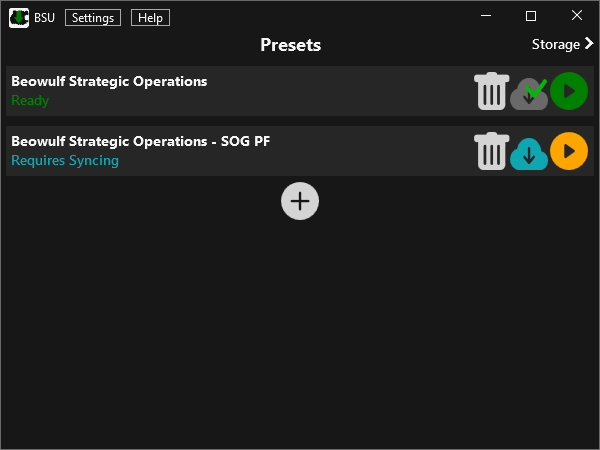 BSU Settings Help
Presets
Storage
Beowulf Strategic Operations
Ready
Beowulf Strategic Operations - SOG PF
Requires Syncing